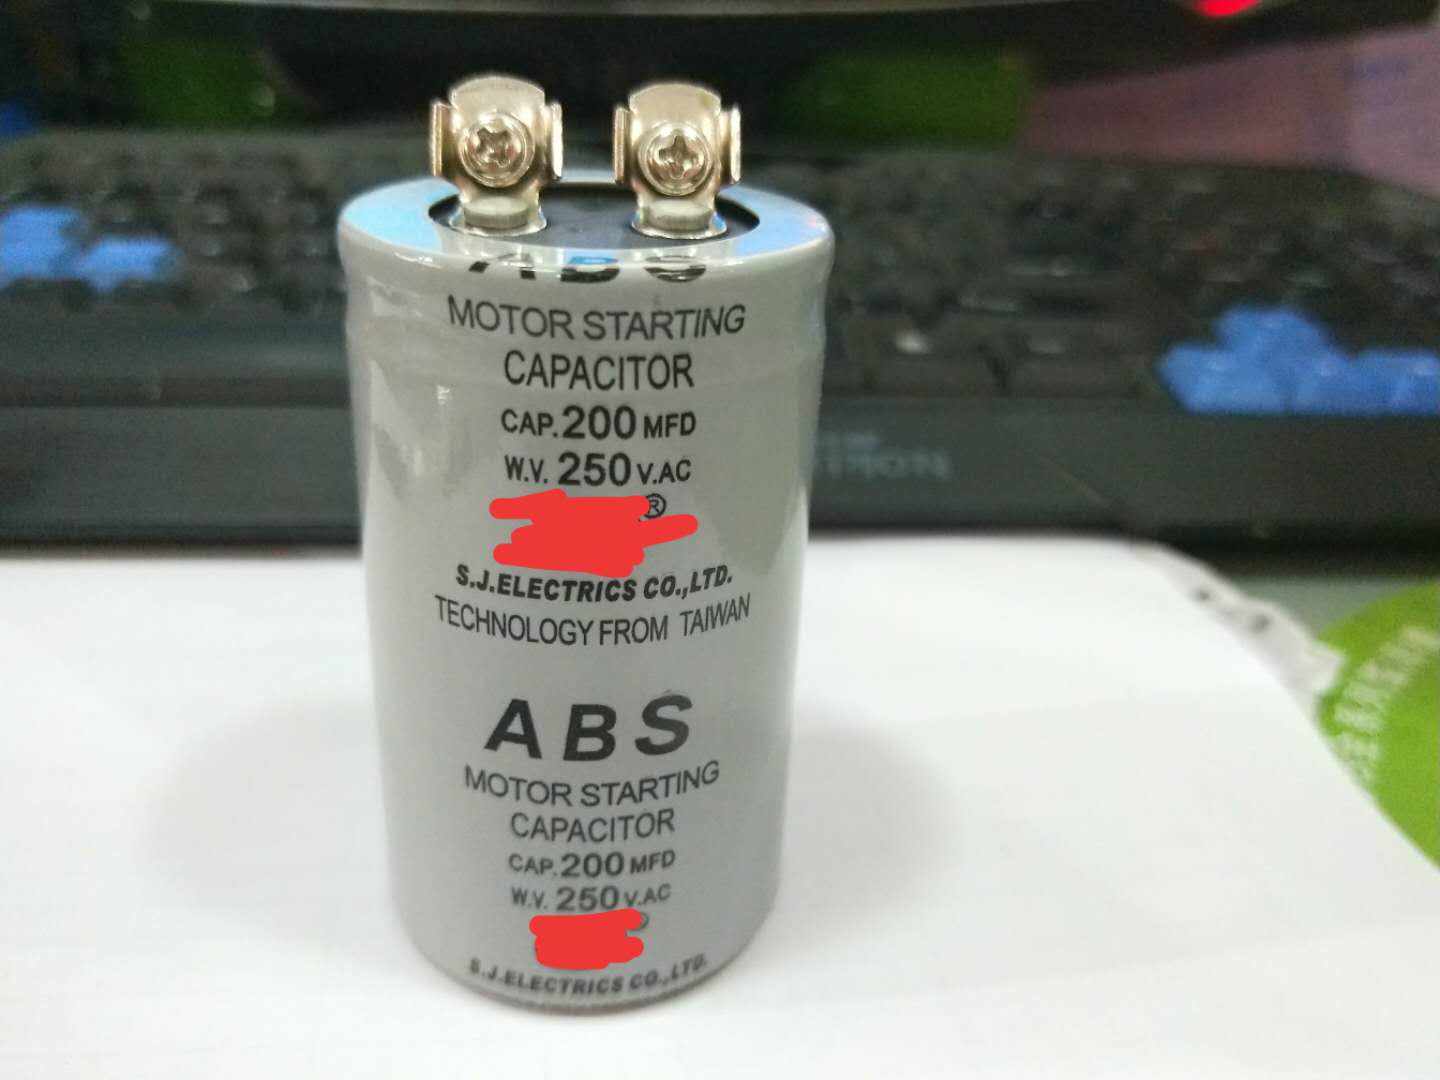 ABS
MOTOR STARTING
CAPACITOR
CAP.200 MFD
W.V. 250 V.AC
®
S.J.ELECTRICS CO.,LTD.
TECHNOLOGY FROM TAIWAN
ABS
MOTOR STARTING
CAPACITOR
CAP.200 MFD
W.V. 250 V.AC
S.J.ELECTRICS CO.,LTD.